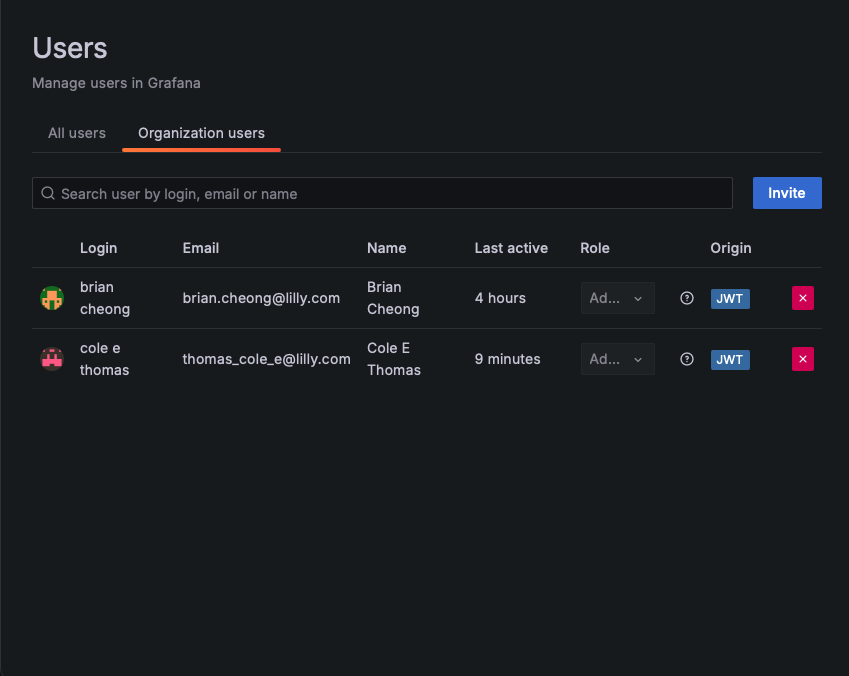 Users
Manage users in Grafana
All users Organization users
Search user by login, email or name Invite
Login Email Name Last active Role Origin
brian cheong brian.cheong@lilly.com Brian Cheong 4 hours Ad... JWT
cole e thomas thomas_cole_e@lilly.com Cole E Thomas 9 minutes Ad... JWT